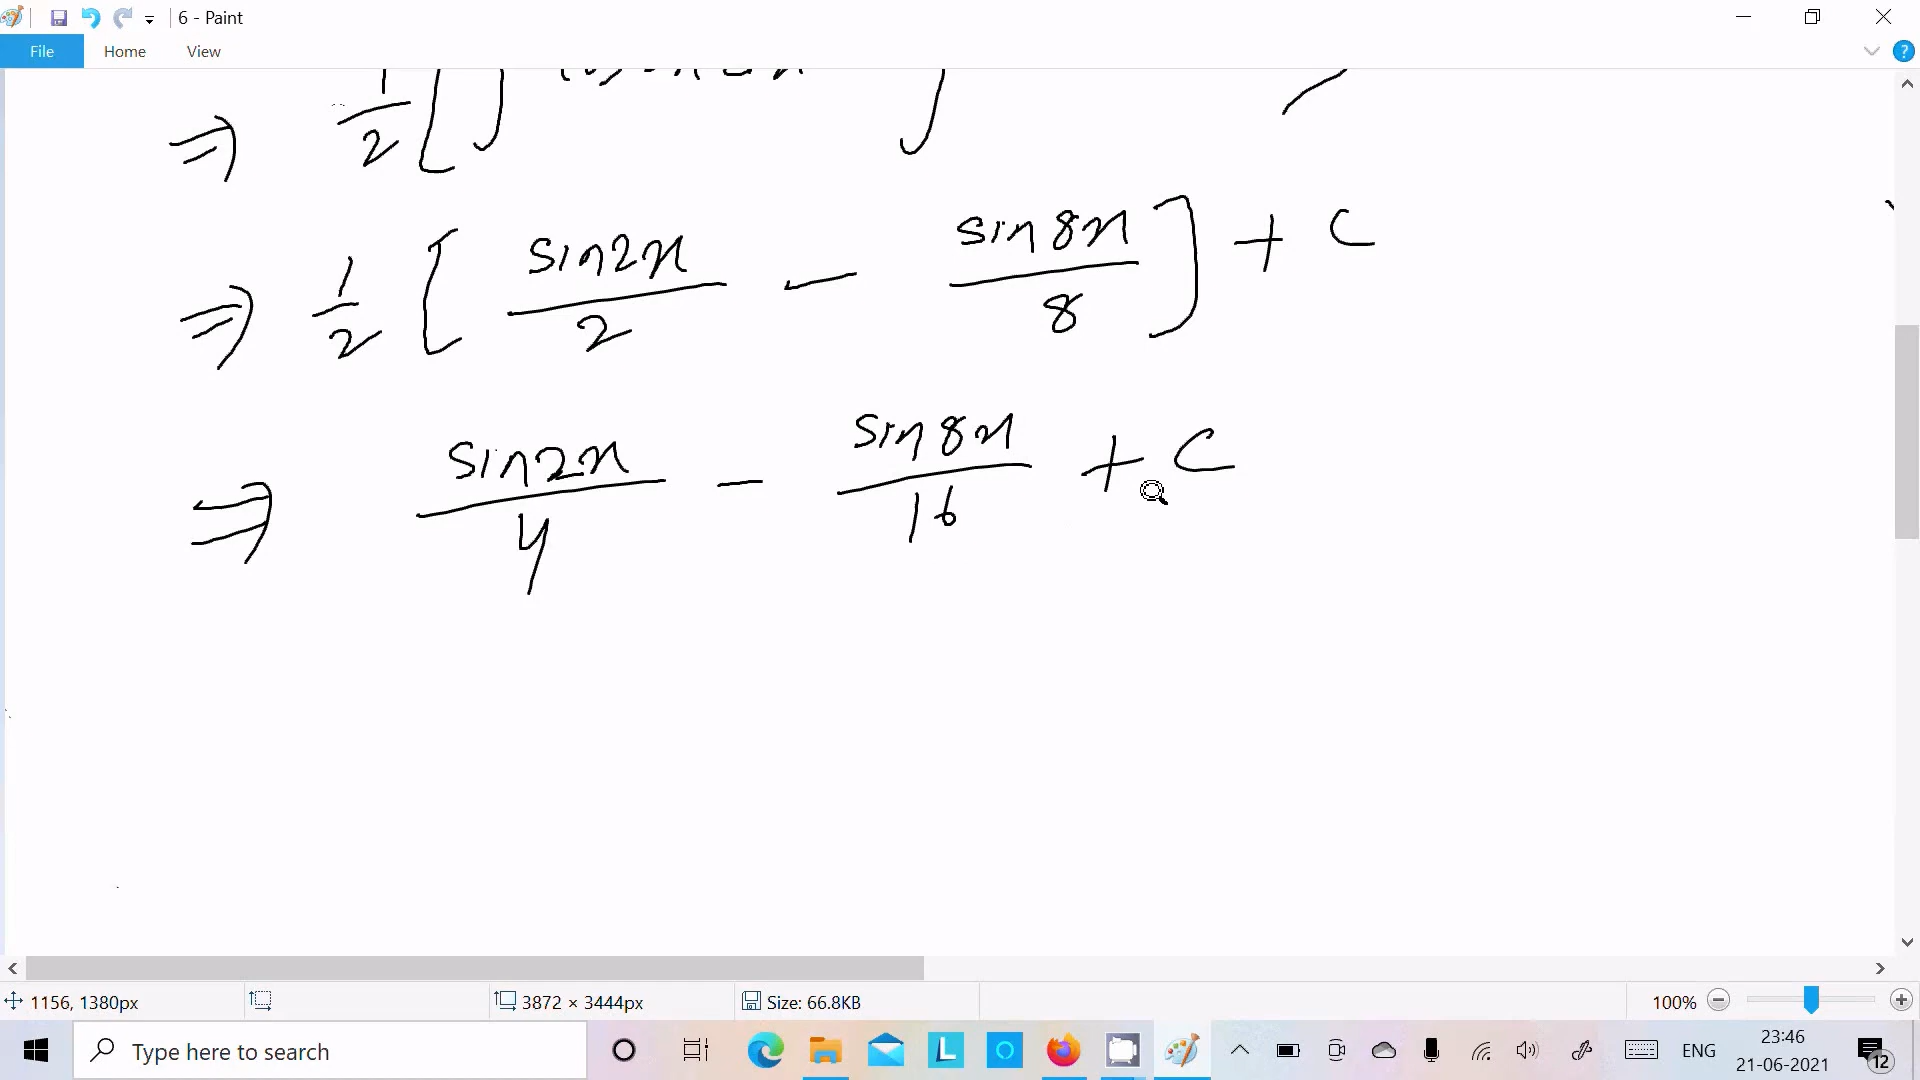 6 - Paint
File Home View
⇒ 1/2 [ ∫ ∫
⇒ 1/2 [ sin2x/2 - sin8x/8 ] + C
⇒ sin2x/4 - sin8x/16 + C
1156, 1380px 3872 × 3444px Size: 66.8KB 100%
Type here to search L ENG 23:46
21-06-2021 12